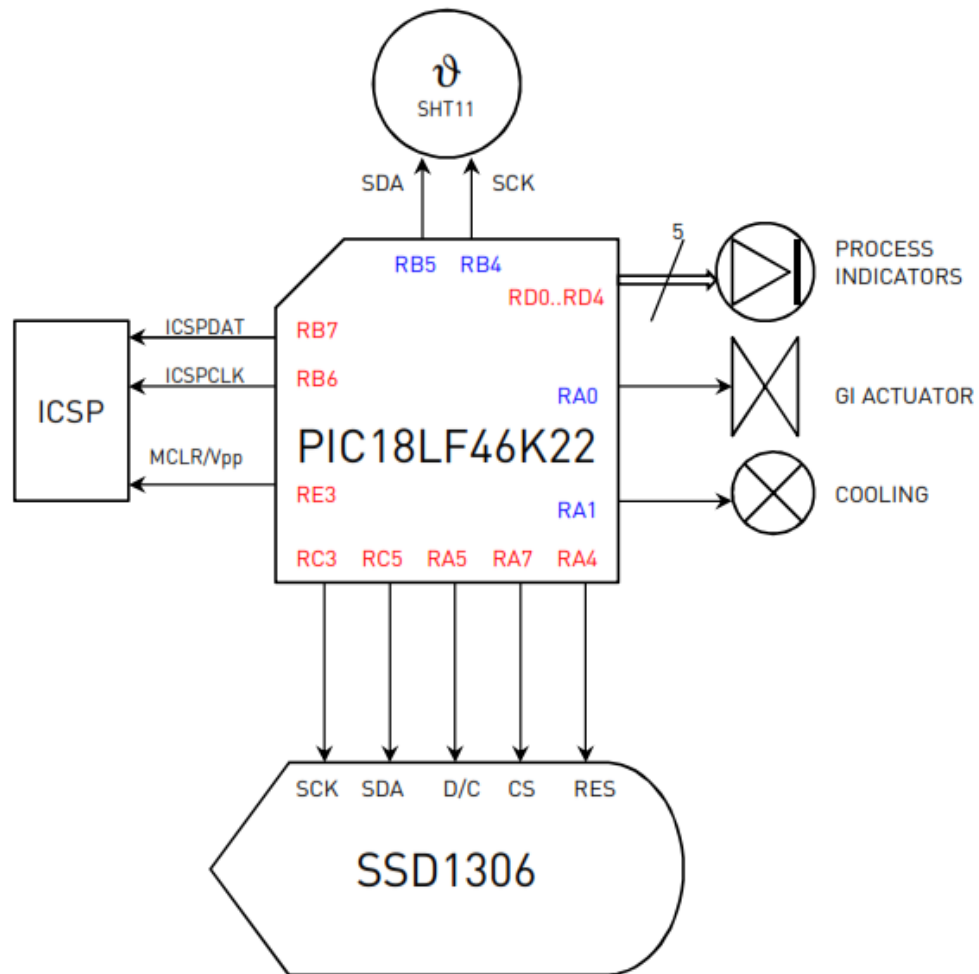 ϑ
SHT11
SDA
SCK
RB5
RB4
5
PROCESS
INDICATORS
RD0..RD4
ICSPDAT
RB7
ICSPCLK
RB6
RA0
GI ACTUATOR
ICSP
PIC18LF46K22
MCLR/Vpp
RE3
RA1
COOLING
RC3
RC5
RA5
RA7
RA4
SCK
SDA
D/C
CS
RES
SSD1306